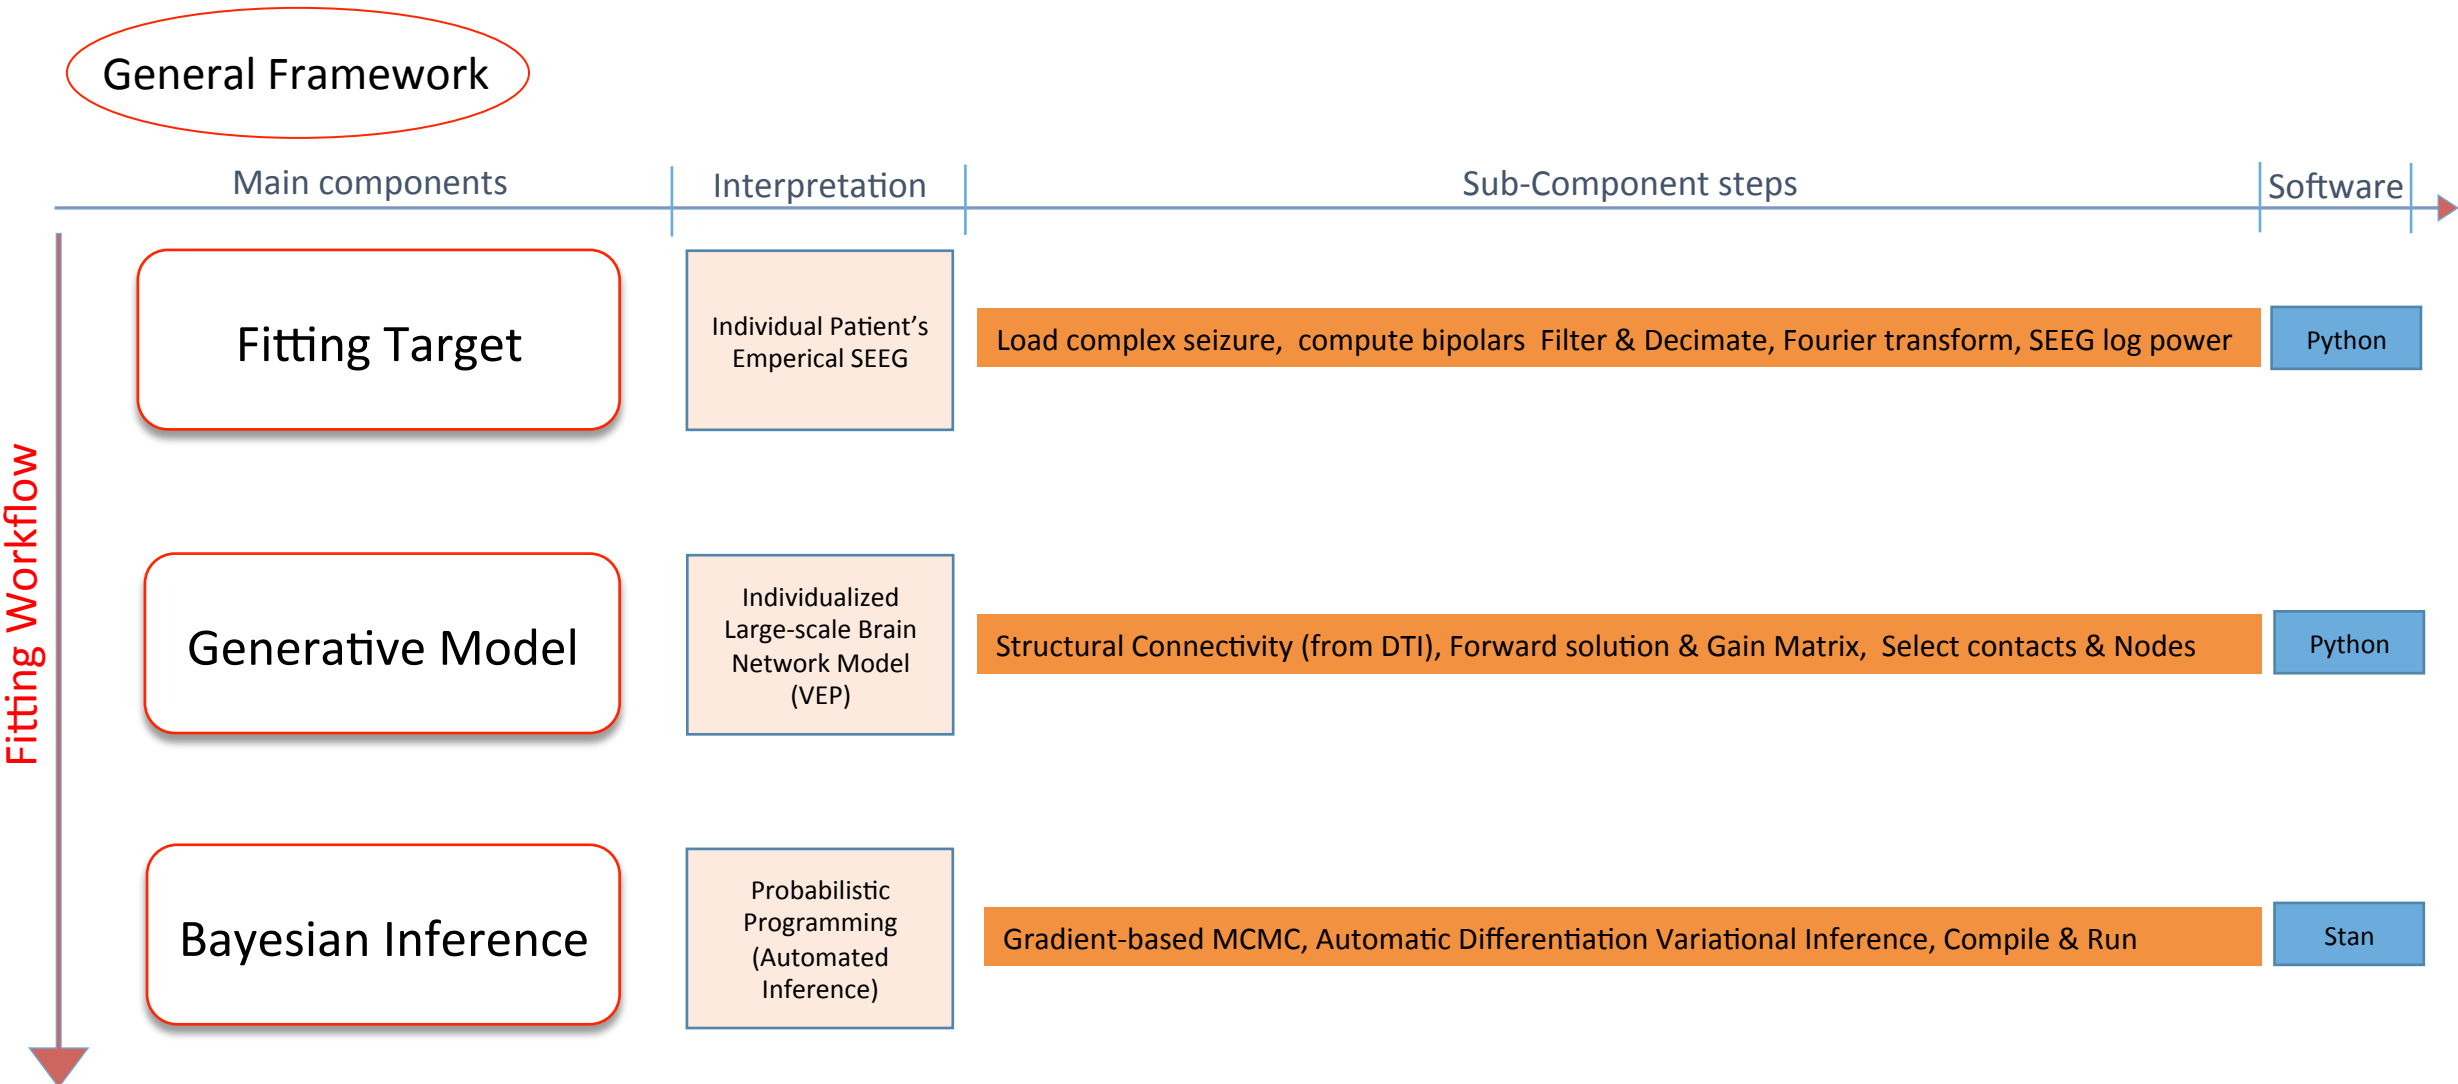 General Framework
Main components
Interpretation
Sub-Component steps
Software
Fitting Workflow
Fitting Target
Individual Patient’s
Emperical SEEG
Load complex seizure,  compute bipolars  Filter & Decimate, Fourier transform, SEEG log power
Python
Generative Model
Individualized
Large-scale Brain
Network Model
(VEP)
Structural Connectivity (from DTI), Forward solution & Gain Matrix,  Select contacts & Nodes
Python
Bayesian Inference
Probabilistic
Programming
(Automated
Inference)
Gradient-based MCMC, Automatic Differentiation Variational Inference, Compile & Run
Stan